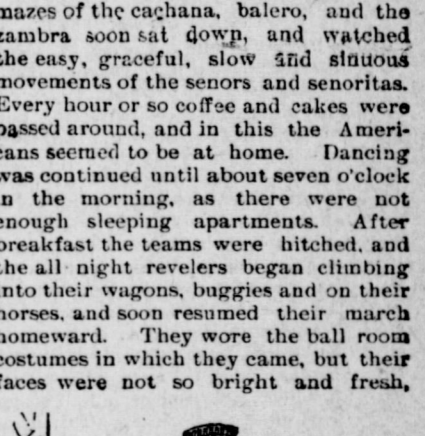 mazes of the cachana, balero, and the
zambra soon sat down, and watched
the easy, graceful, slow and sinuous
movements of the senors and senoritas.
Every hour or so coffee and cakes were
passed around, and in this the Ameri-
cans seemed to be at home. Dancing
was continued until about seven o'clock
in the morning, as there were not
enough sleeping apartments. After
breakfast the teams were hitched, and
the all night revelers began climbing
into their wagons, buggies and on their
horses, and soon resumed their march
homeward. They wore the ball room
costumes in which they came, but their
faces were not so bright and fresh,